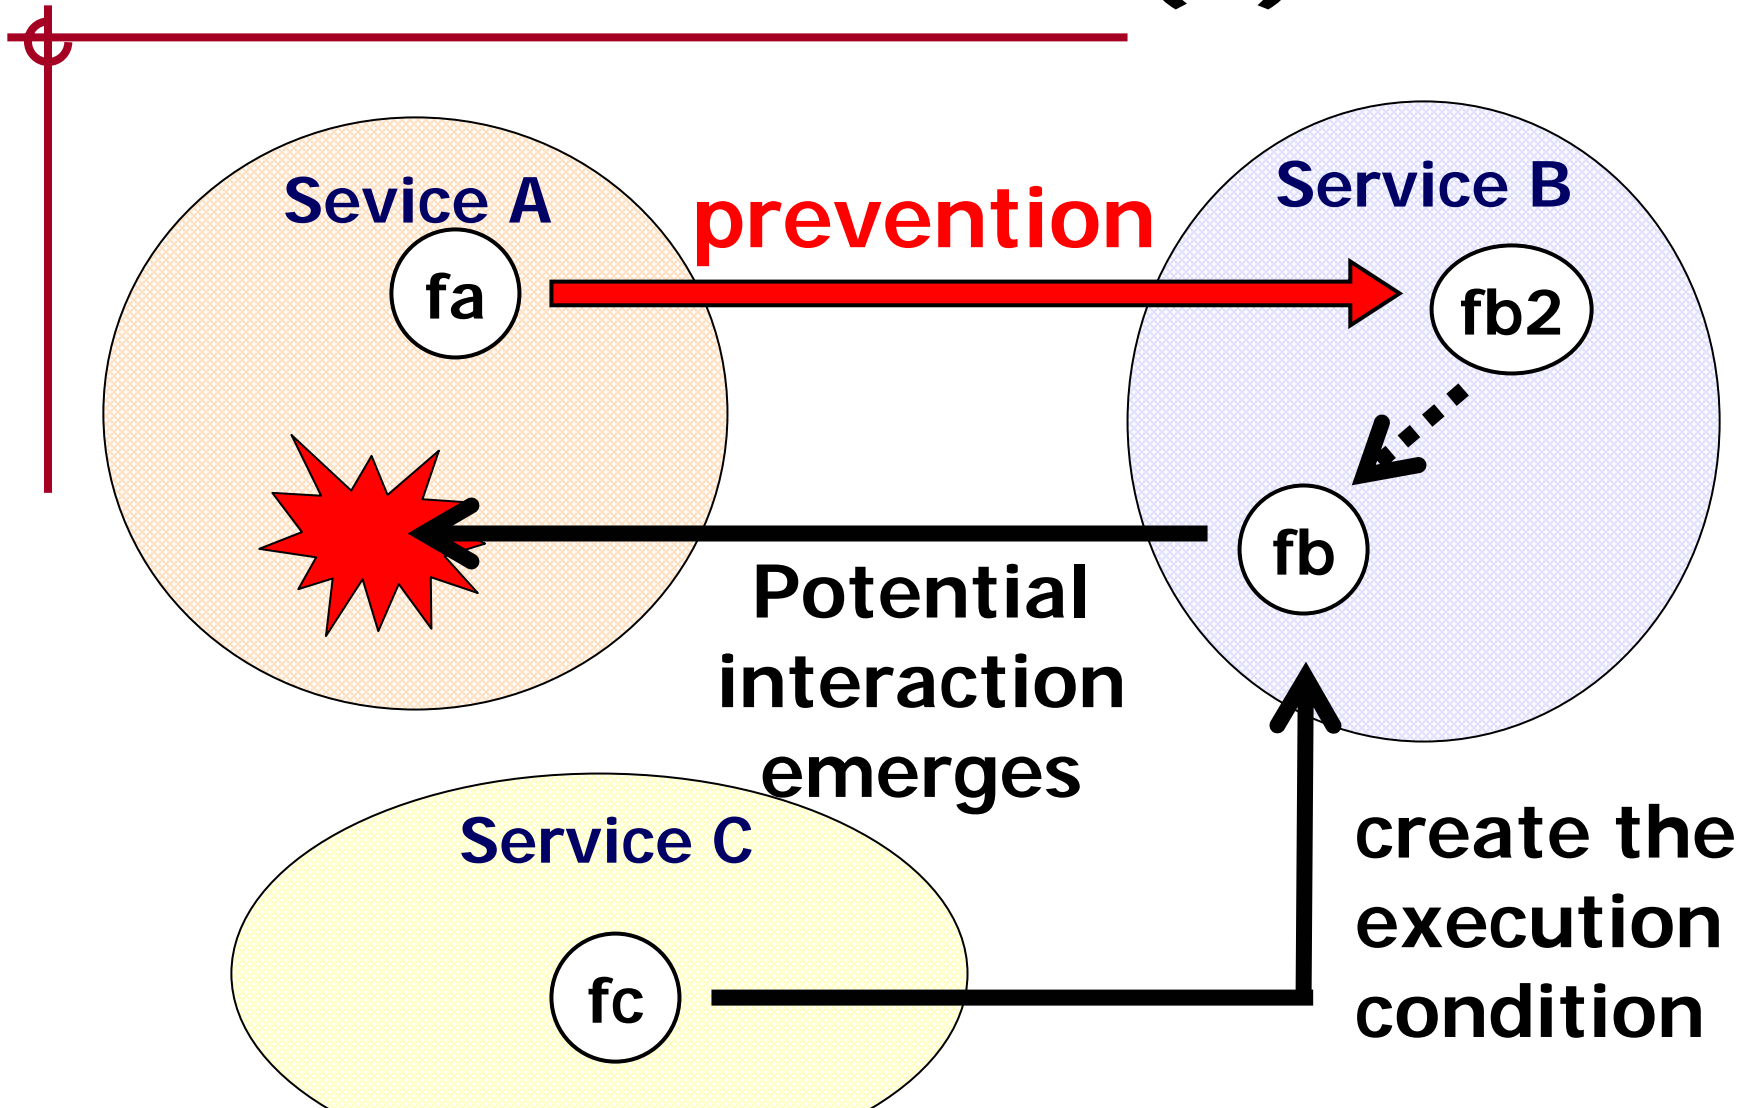 Sevice A
prevention
Service B
fa
fb2
fb
Potential
interaction
emerges
Service C
create the
execution
condition
fc